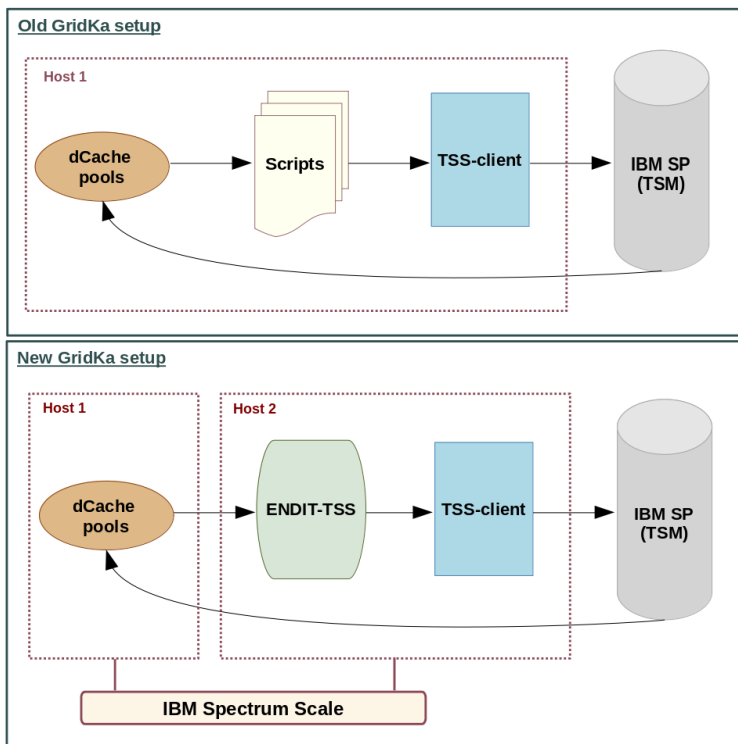 Old GridKa setup
Host 1
dCache
pools
Scripts
TSS-client
IBM SP
(TSM)
New GridKa setup
Host 1
Host 2
dCache
pools
ENDIT-TSS
TSS-client
IBM SP
(TSM)
IBM Spectrum Scale